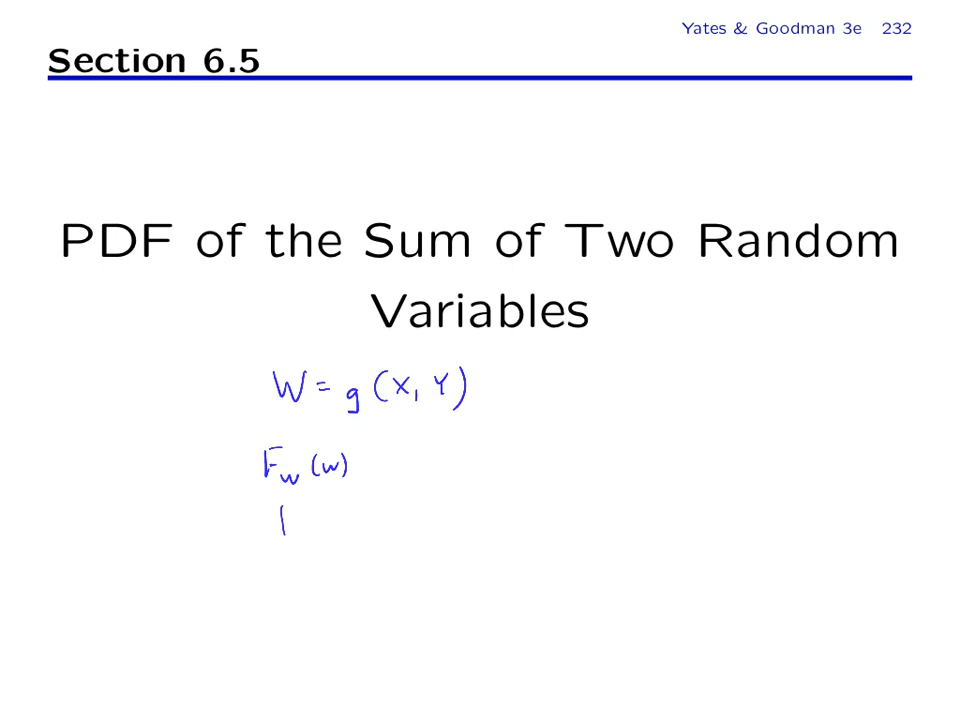 Yates & Goodman 3e 232
Section 6.5
PDF of the Sum of Two Random
Variables
W = g (X, Y)
F_W (w)